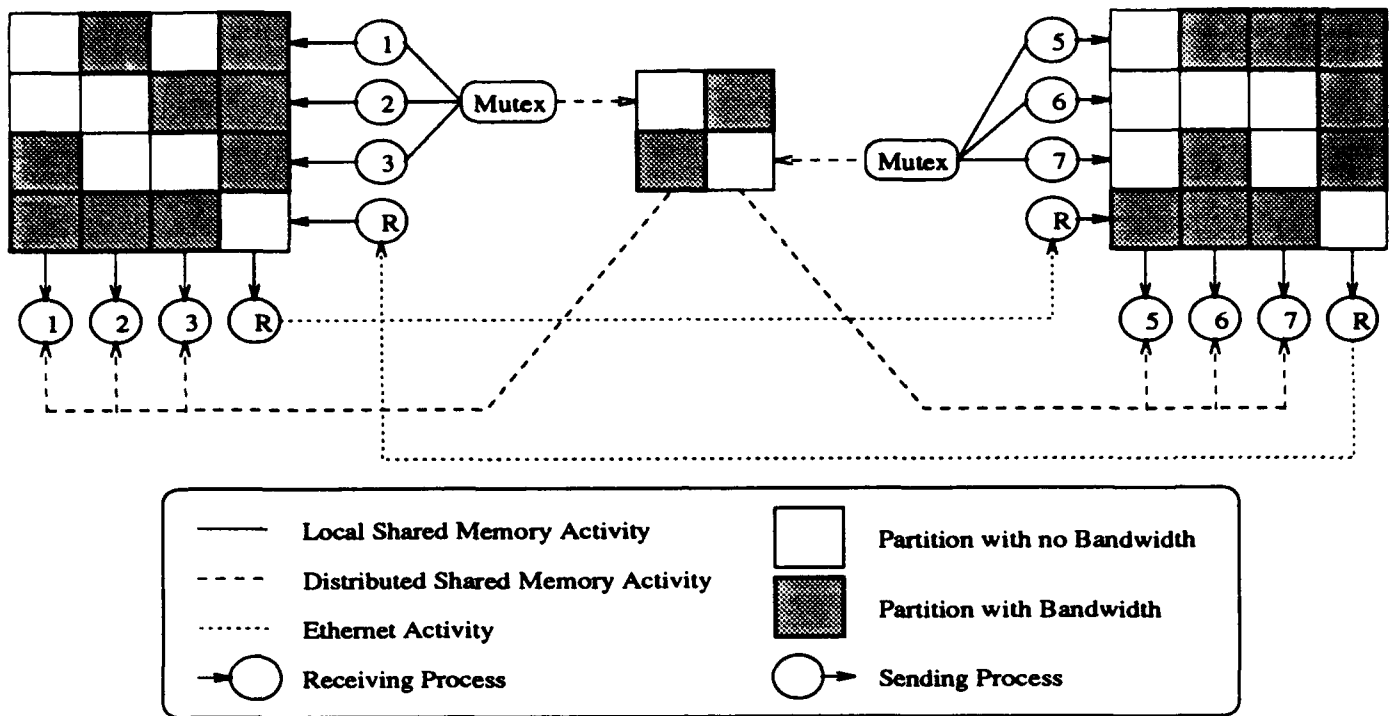 1
5
2
Mutex
6
3
Mutex
7
R
R
1
2
3
R
5
6
7
R
Local Shared Memory Activity
Partition with no Bandwidth
Distributed Shared Memory Activity
Partition with Bandwidth
Ethernet Activity
Receiving Process
Sending Process